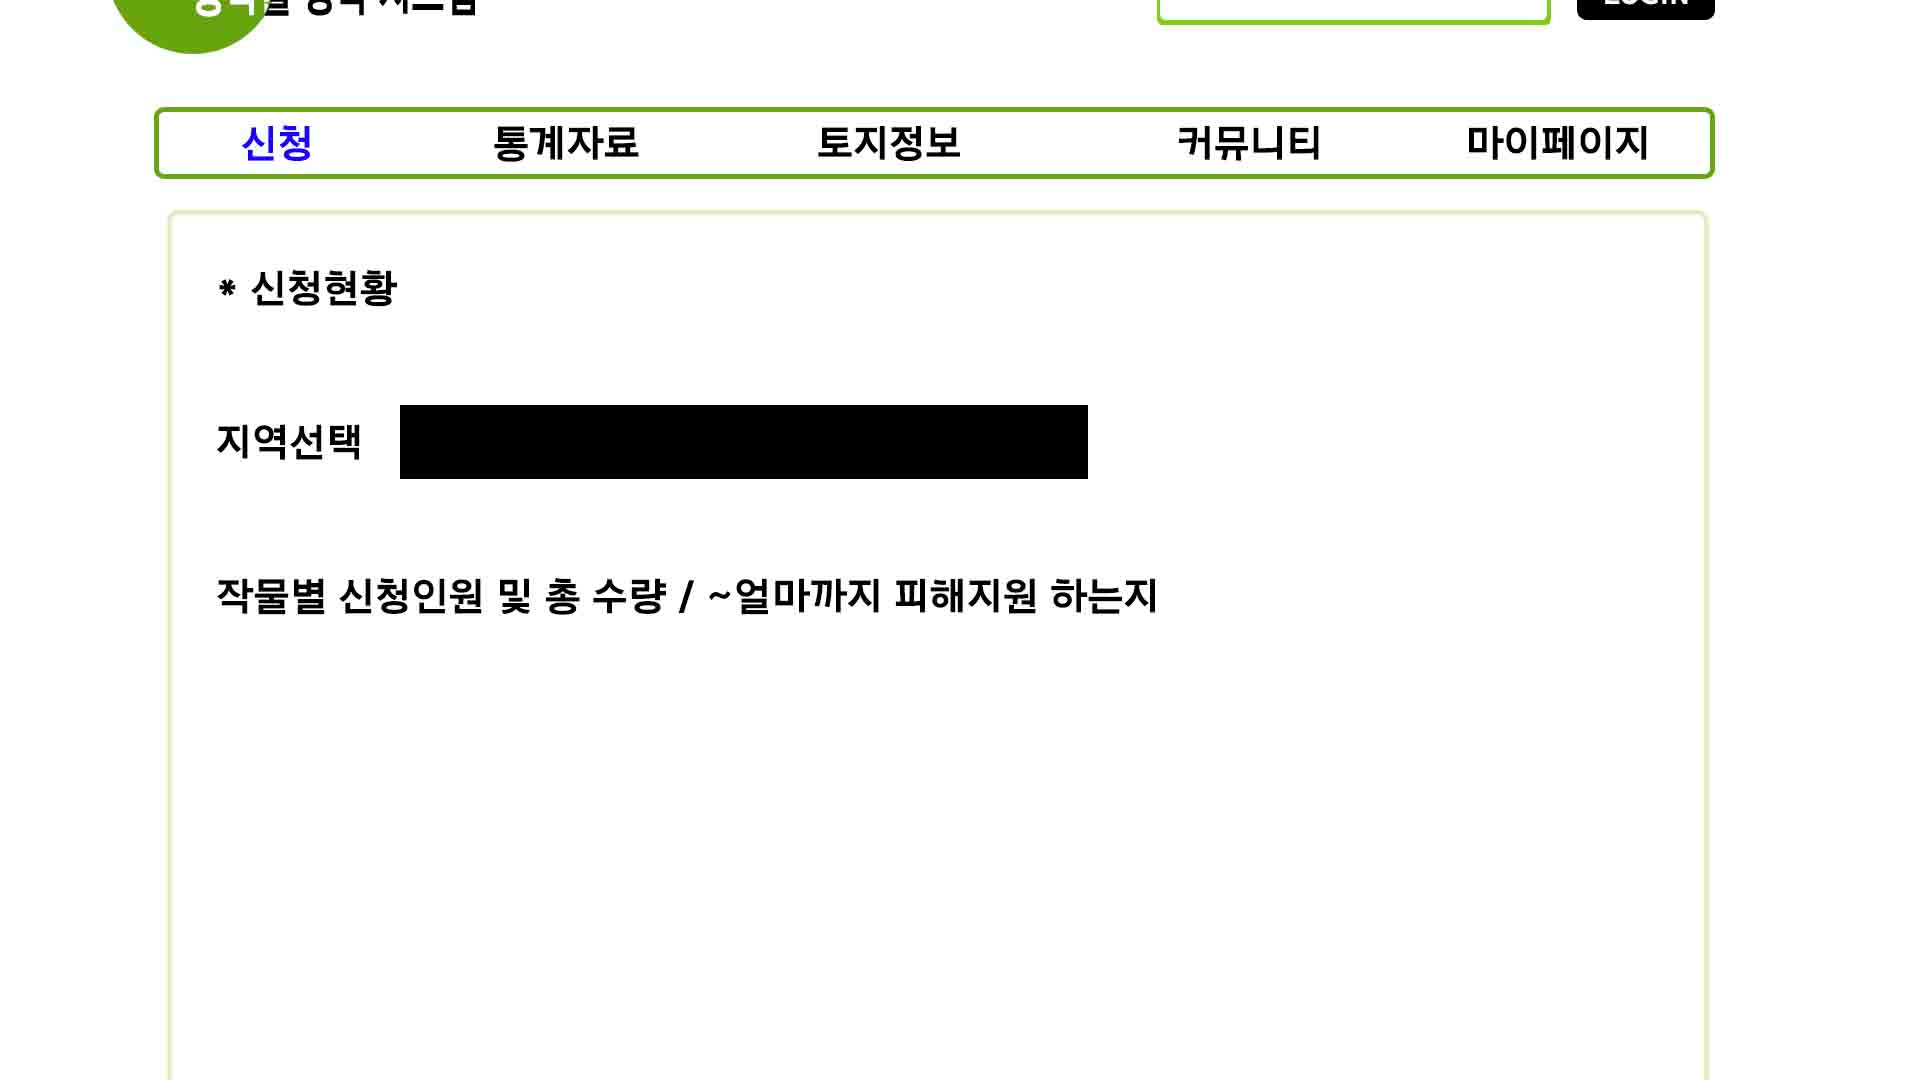 LOGIN
신청 통계자료 토지정보 커뮤니티 마이페이지
* 신청현황
지역선택
작물별 신청인원 및 총 수량 / ~얼마까지 피해지원 하는지